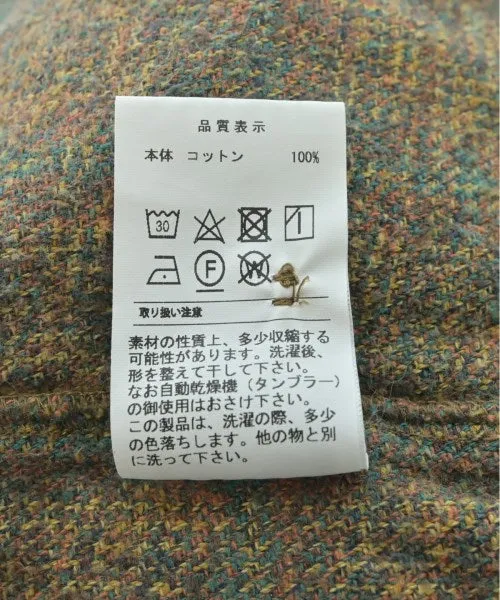 品質表示
本体 コットン 100%
30
F W
取り扱い注意
素材の性質上、多少収縮する
可能性があります。洗濯後、
形を整えて干して下さい。
なお自動乾燥機（タンブラー）
の御使用はおさけ下さい。
この製品は、洗濯の際、多少
の色落ちします。他の物と別
に洗って下さい。